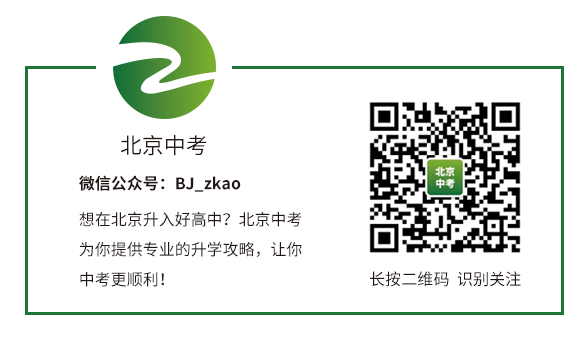 北京中考
微信公众号：BJ_zkao
想在北京升入好高中？北京中考
为你提供专业的升学攻略，让你
中考更顺利！
北京
中考
长按二维码 识别关注